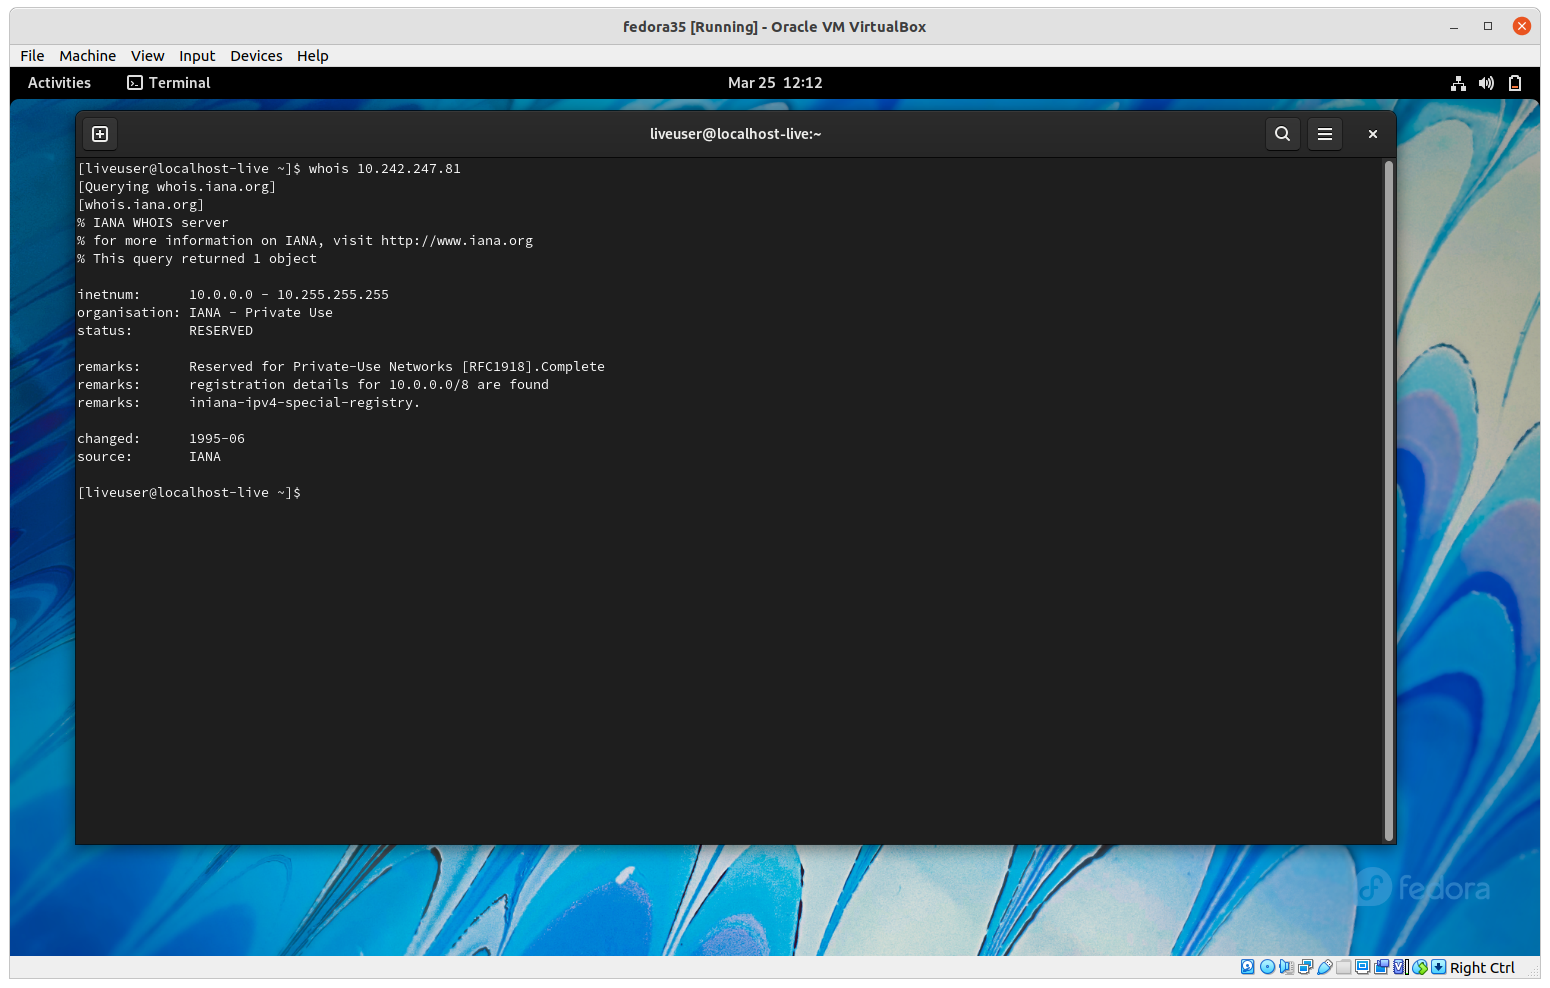 fedora35 [Running] - Oracle VM VirtualBox
File Machine View Input Devices Help
Activities Terminal Mar 25 12:12
liveuser@localhost-live:~
[liveuser@localhost-live ~]$ whois 10.242.247.81
[Querying whois.iana.org]
[whois.iana.org]
% IANA WHOIS server
% for more information on IANA, visit http://www.iana.org
% This query returned 1 object
inetnum: 10.0.0.0 - 10.255.255.255
organisation: IANA - Private Use
status: RESERVED
remarks: Reserved for Private-Use Networks [RFC1918].Complete
remarks: registration details for 10.0.0.0/8 are found
remarks: iniana-ipv4-special-registry.
changed: 1995-06
source: IANA
[liveuser@localhost-live ~]$
fedora
Right Ctrl